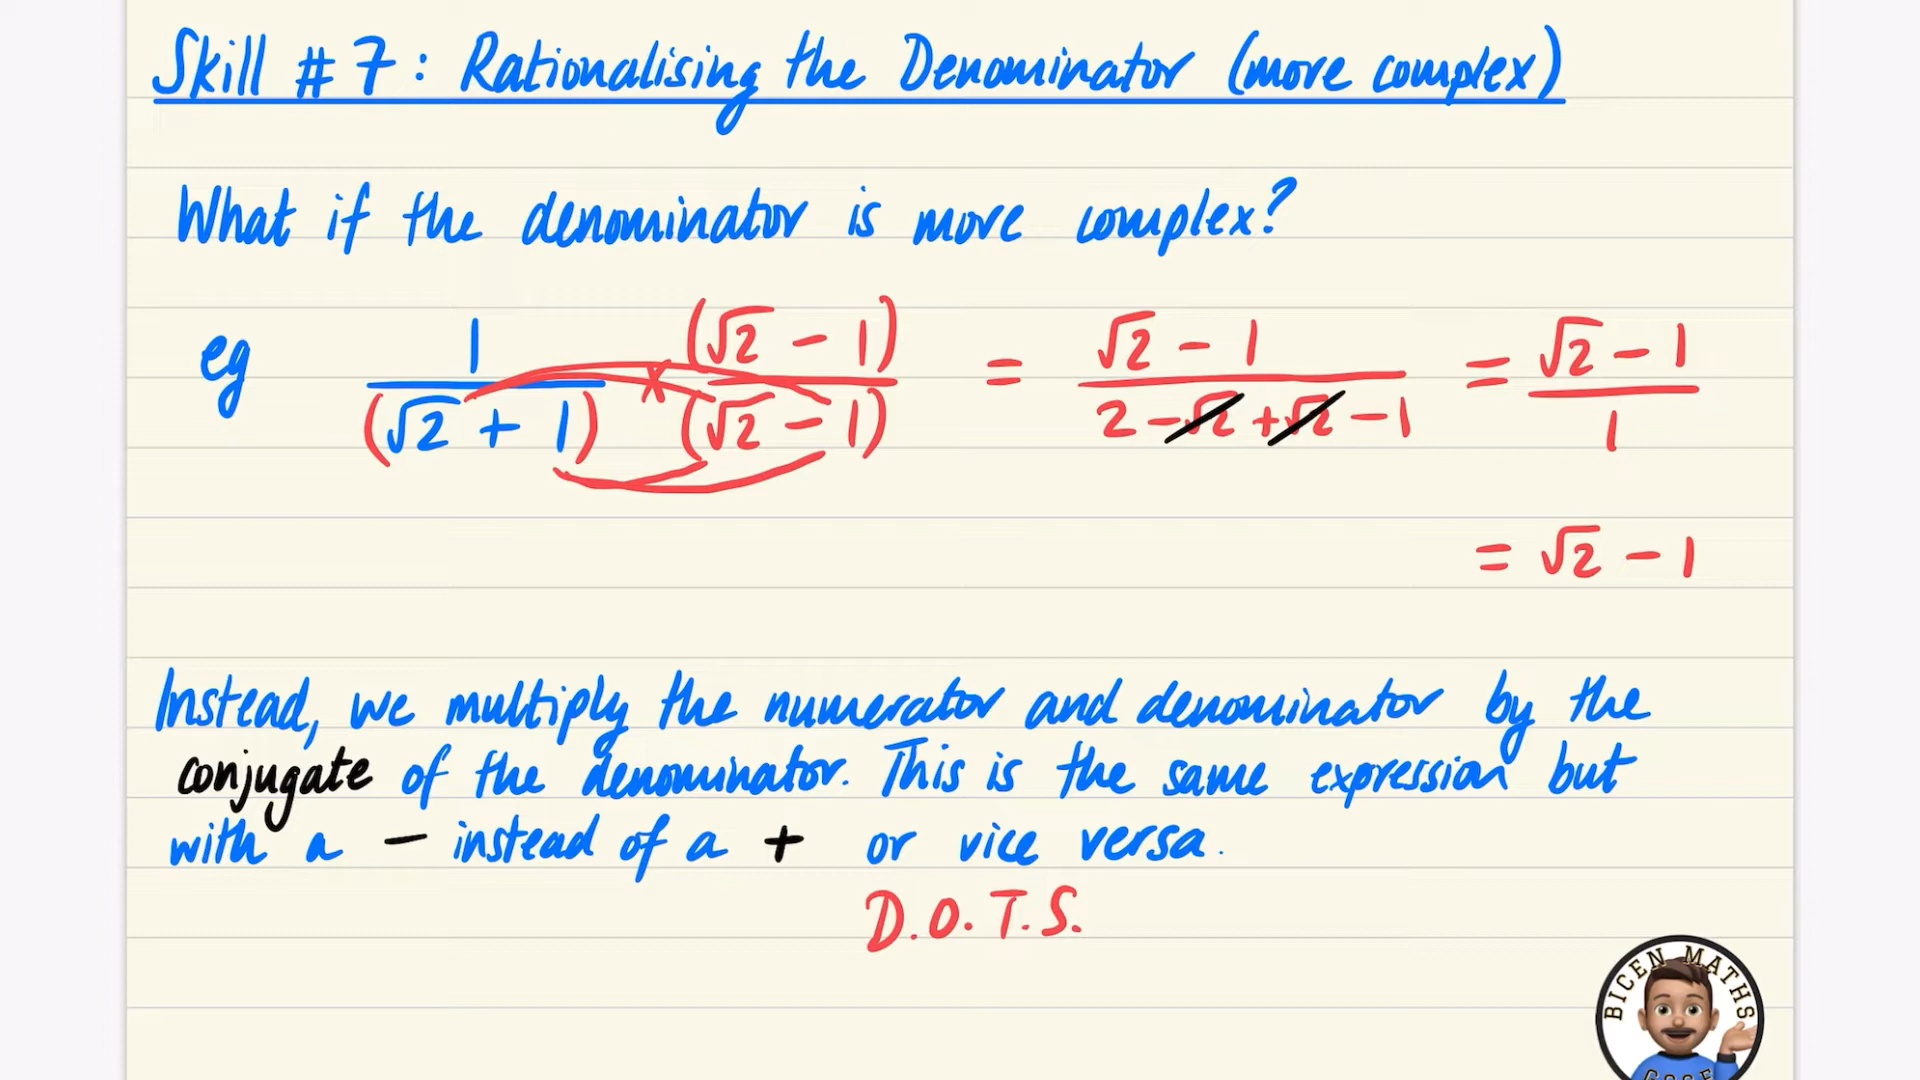 Skill #7: Rationalising the Denominator (more complex)
What if the denominator is more complex?
eg 1/(√2 + 1) × (√2 - 1)/(√2 - 1) = √2 - 1/2 - √2 + √2 - 1 = √2 - 1/1
= √2 - 1
Instead, we multiply the numerator and denominator by the
conjugate of the denominator. This is the same expression but
with a - instead of a + or vice versa.
D.O.T.S.
BICEN MATHS
GCSE